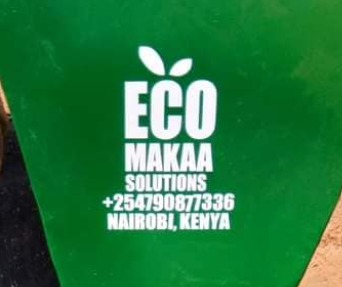 ECO
MAKAA
SOLUTIONS
+254790877336
NAIROBI, KENYA